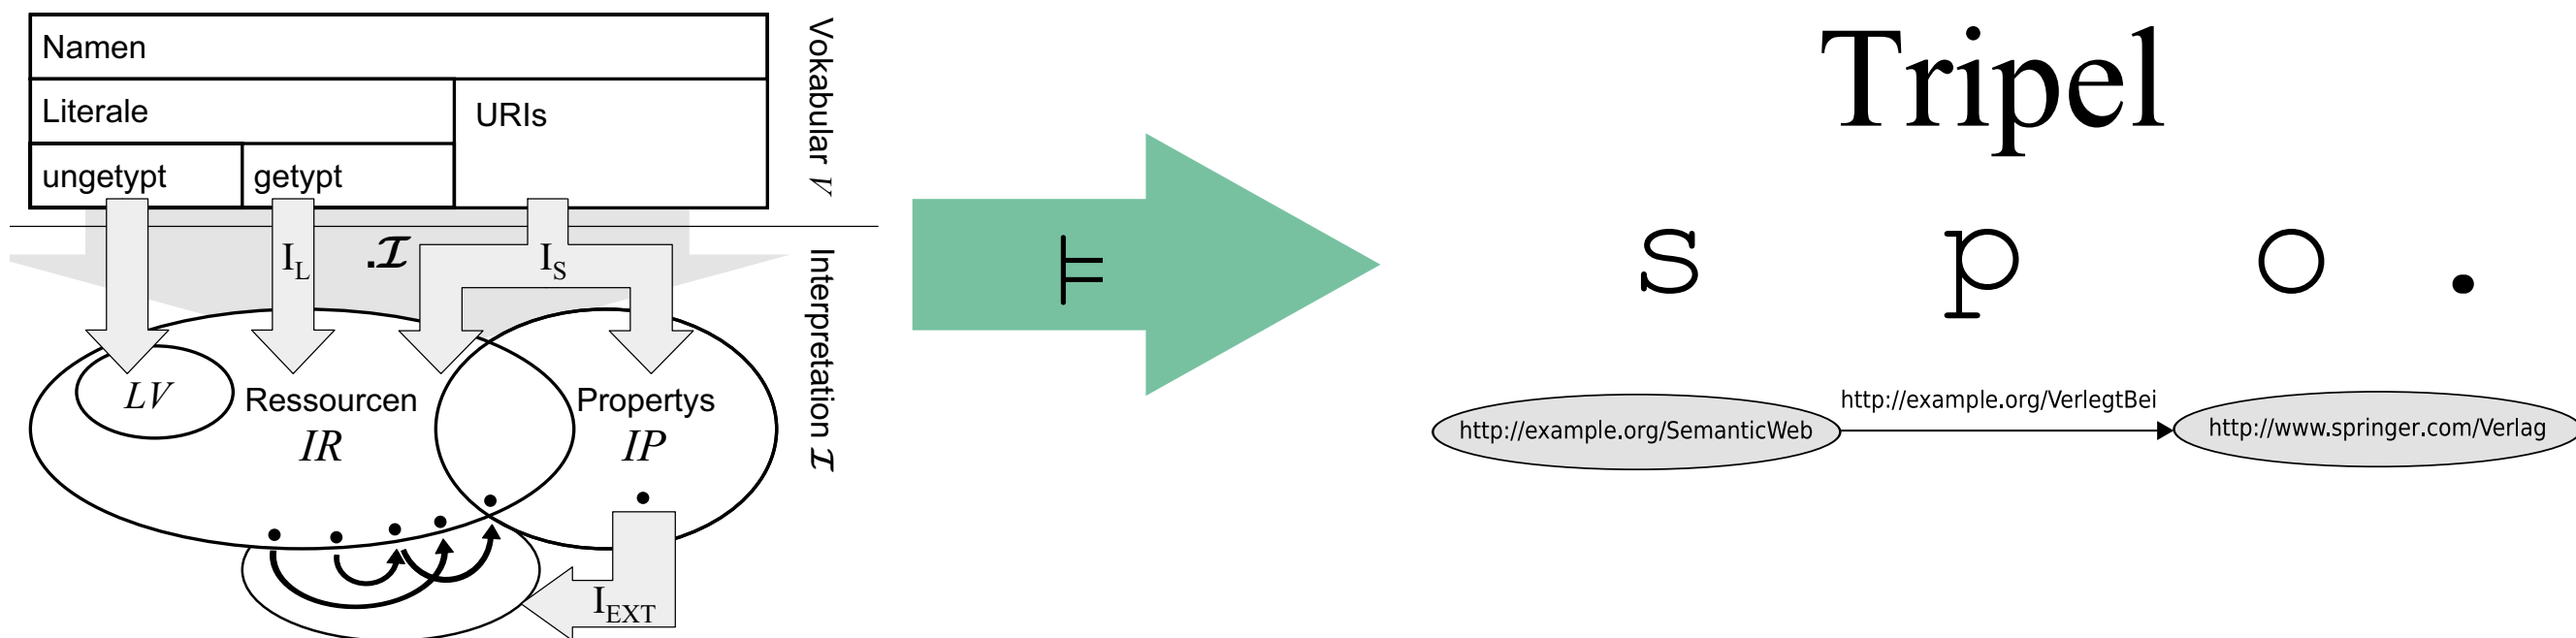 Namen
Literale
URIs
ungetypt
getypt
Vokabular V
I_L
.I
I_S
Interpretation I
LV
Ressourcen
IR
Propertys
IP
I_EXT
⊨
Tripel
s p o .
http://example.org/SemanticWeb
http://example.org/VerlegtBei
http://www.springer.com/Verlag